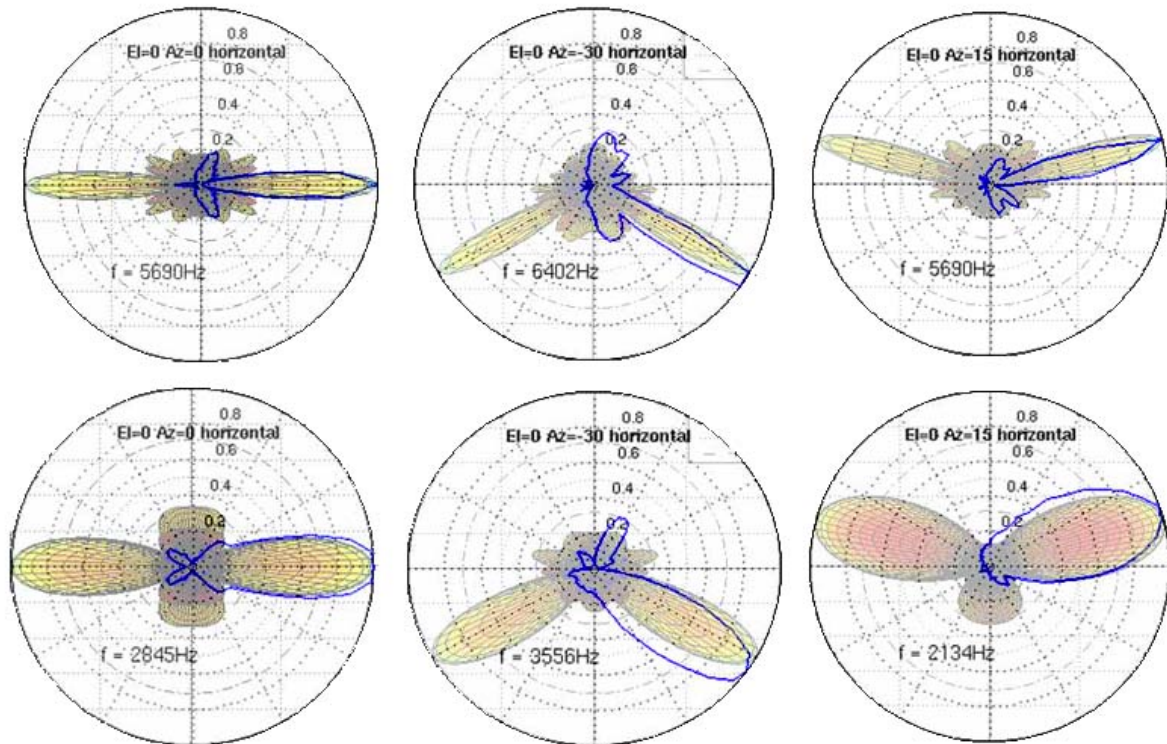 0.8
El=0 Az=0 horizontal
0.6
0.4
0.2
f = 5690Hz
0.8
El=0 Az=-30 horizontal
0.6
0.4
0.2
f = 6402Hz
0.8
El=0 Az=15 horizontal
0.6
0.4
0.2
f = 5690Hz
0.8
El=0 Az=0 horizontal
0.6
0.4
0.2
f = 2845Hz
0.8
El=0 Az=-30 horizontal
0.6
0.4
0.2
f = 3556Hz
0.8
El=0 Az=15 horizontal
0.6
0.4
0.2
f = 2134Hz